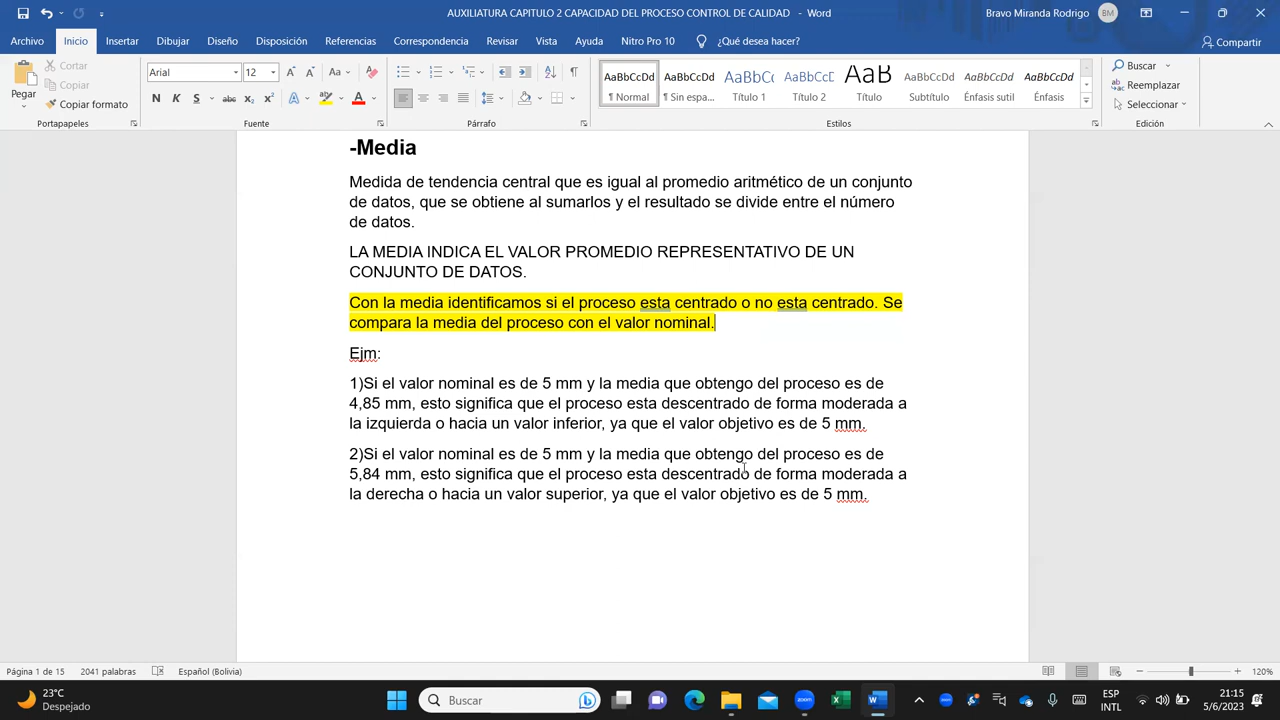 AUXILIATURA CAPITULO 2 CAPACIDAD DEL PROCESO CONTROL DE CALIDAD - Word
Bravo Miranda Rodrigo
BM
Archivo Inicio Insertar Dibujar Diseño Disposición Referencias Correspondencia Revisar Vista Ayuda Nitro Pro 10 ¿Qué desea hacer? Compartir
Pegar
Cortar
Copiar
Copiar formato
Portapapeles
Arial 12
Aa
N K S abc x₂ x²
Fuente
Párrafo
AaBbCcDd AaBbCcDd AaBbCc AaBbCcD AaB AaBbCcDd AaBbCcDd AaBbCcDd
¶ Normal ¶ Sin espa... Título 1 Título 2 Título Subtítulo Énfasis sutil Énfasis
Estilos
Buscar
Reemplazar
Seleccionar
Edición
-Media
Medida de tendencia central que es igual al promedio aritmético de un conjunto
de datos, que se obtiene al sumarlos y el resultado se divide entre el número
de datos.
LA MEDIA INDICA EL VALOR PROMEDIO REPRESENTATIVO DE UN
CONJUNTO DE DATOS.
Con la media identificamos si el proceso esta centrado o no esta centrado. Se
compara la media del proceso con el valor nominal.
Ejm:
1)Si el valor nominal es de 5 mm y la media que obtengo del proceso es de
4,85 mm, esto significa que el proceso esta descentrado de forma moderada a
la izquierda o hacia un valor inferior, ya que el valor objetivo es de 5 mm.
2)Si el valor nominal es de 5 mm y la media que obtengo del proceso es de
5,84 mm, esto significa que el proceso esta descentrado de forma moderada a
la derecha o hacia un valor superior, ya que el valor objetivo es de 5 mm.
Página 1 de 15 2041 palabras Español (Bolivia) 120%
23°C
Despejado
Buscar
ESP
INTL
21:15
5/6/2023